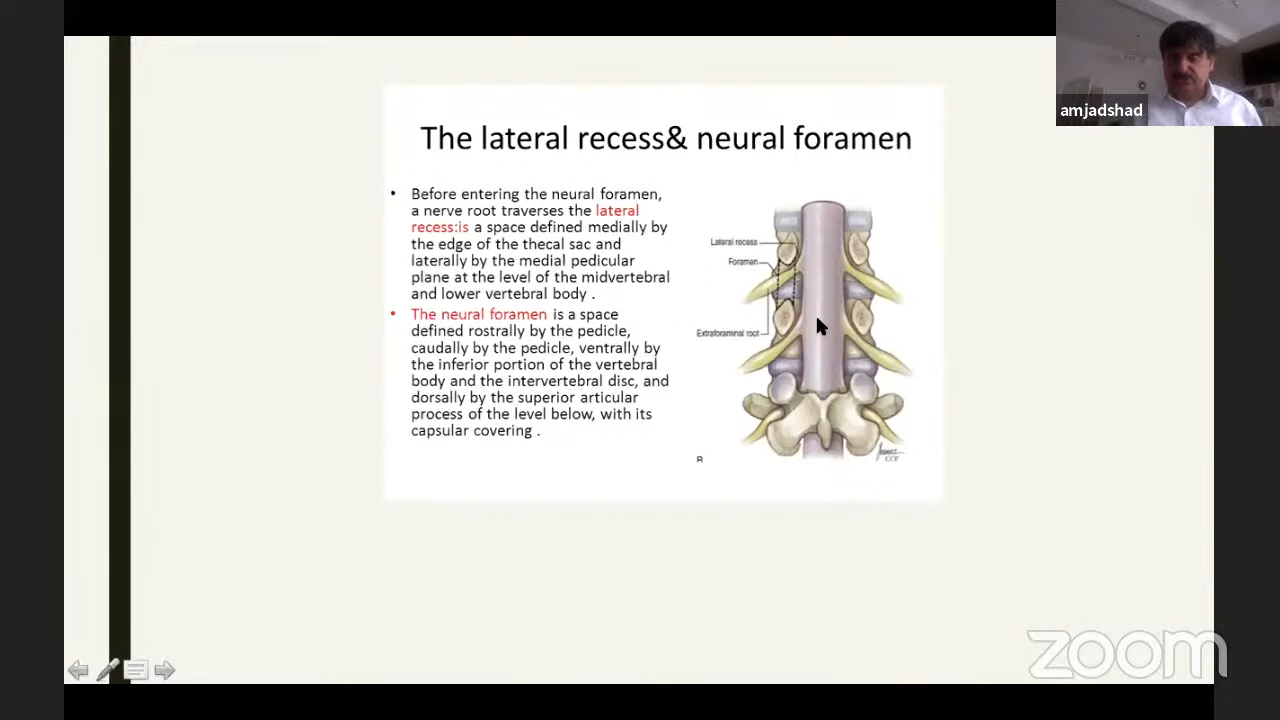 amjadshad
The lateral recess& neural foramen
• Before entering the neural foramen,
a nerve root traverses the lateral
recess:is a space defined medially by
the edge of the thecal sac and
laterally by the medial pedicular
plane at the level of the midvertebral
and lower vertebral body .
• The neural foramen is a space
defined rostrally by the pedicle,
caudally by the pedicle, ventrally by
the inferior portion of the vertebral
body and the intervertebral disc, and
dorsally by the superior articular
process of the level below, with its
capsular covering .
Lateral recess
Foramen
Extraforaminal root
B
zoom